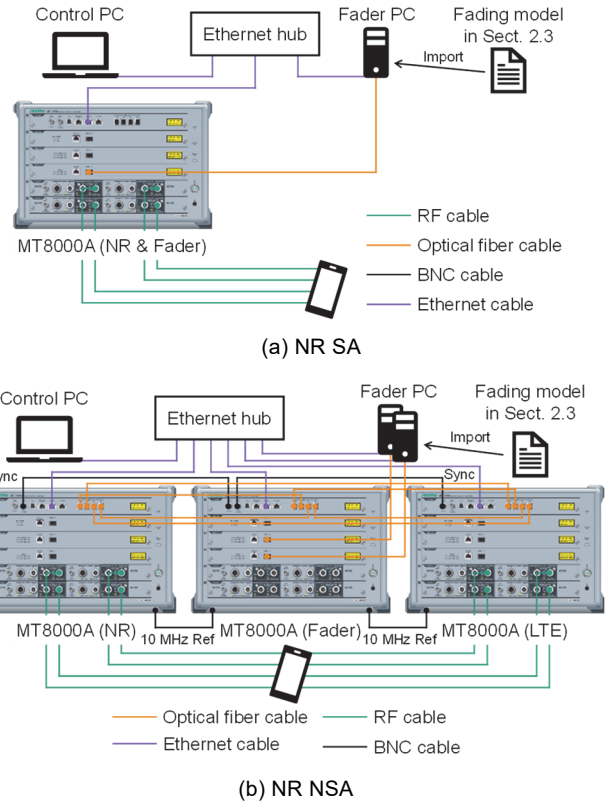 Control PC
Ethernet hub
Fader PC
Fading model
in Sect. 2.3
Import
MT8000A (NR & Fader)
RF cable
Optical fiber cable
BNC cable
Ethernet cable
(a) NR SA
Control PC
Ethernet hub
Fader PC
Fading model
in Sect. 2.3
Import
ync
Sync
MT8000A (NR)
10 MHz Ref
MT8000A (Fader)
10 MHz Ref
MT8000A (LTE)
Optical fiber cable
RF cable
Ethernet cable
BNC cable
(b) NR NSA